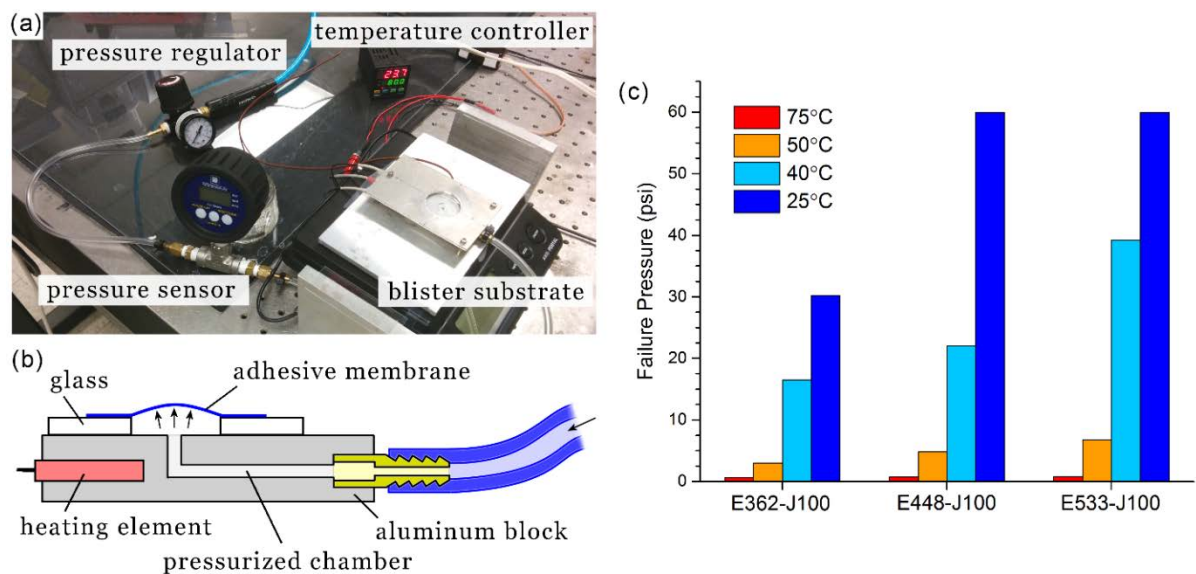 (a)
pressure regulator
temperature controller
23.7
pressure sensor
blister substrate
(b)
glass
adhesive membrane
heating element
aluminum block
pressurized chamber
(c)
75°C
50°C
40°C
25°C
Failure Pressure (psi)
60
50
40
30
20
10
0
E362-J100
E448-J100
E533-J100